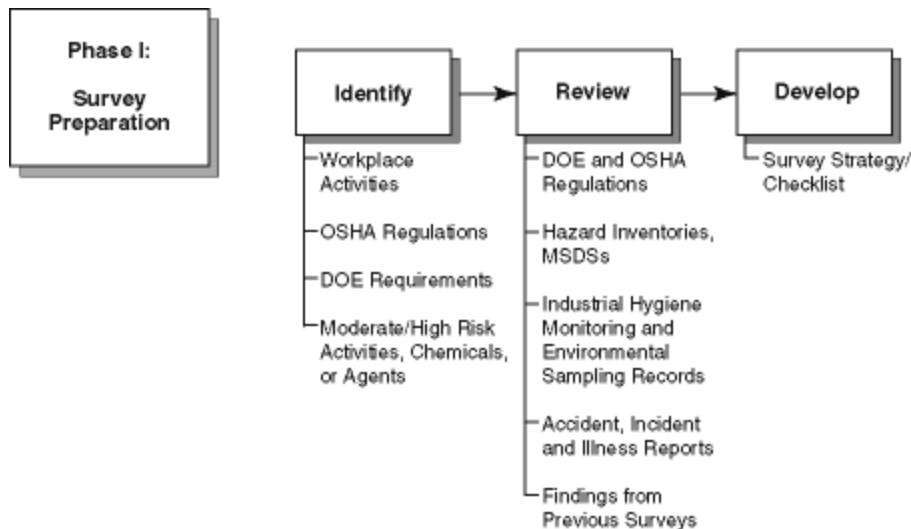 Phase I:
Survey
Preparation
Identify
Workplace
Activities
OSHA Regulations
DOE Requirements
Moderate/High Risk
Activities, Chemicals,
or Agents
Review
DOE and OSHA
Regulations
Hazard Inventories,
MSDSs
Industrial Hygiene
Monitoring and
Environmental
Sampling Records
Accident, Incident
and Illness Reports
Findings from
Previous Surveys
Develop
Survey Strategy/
Checklist